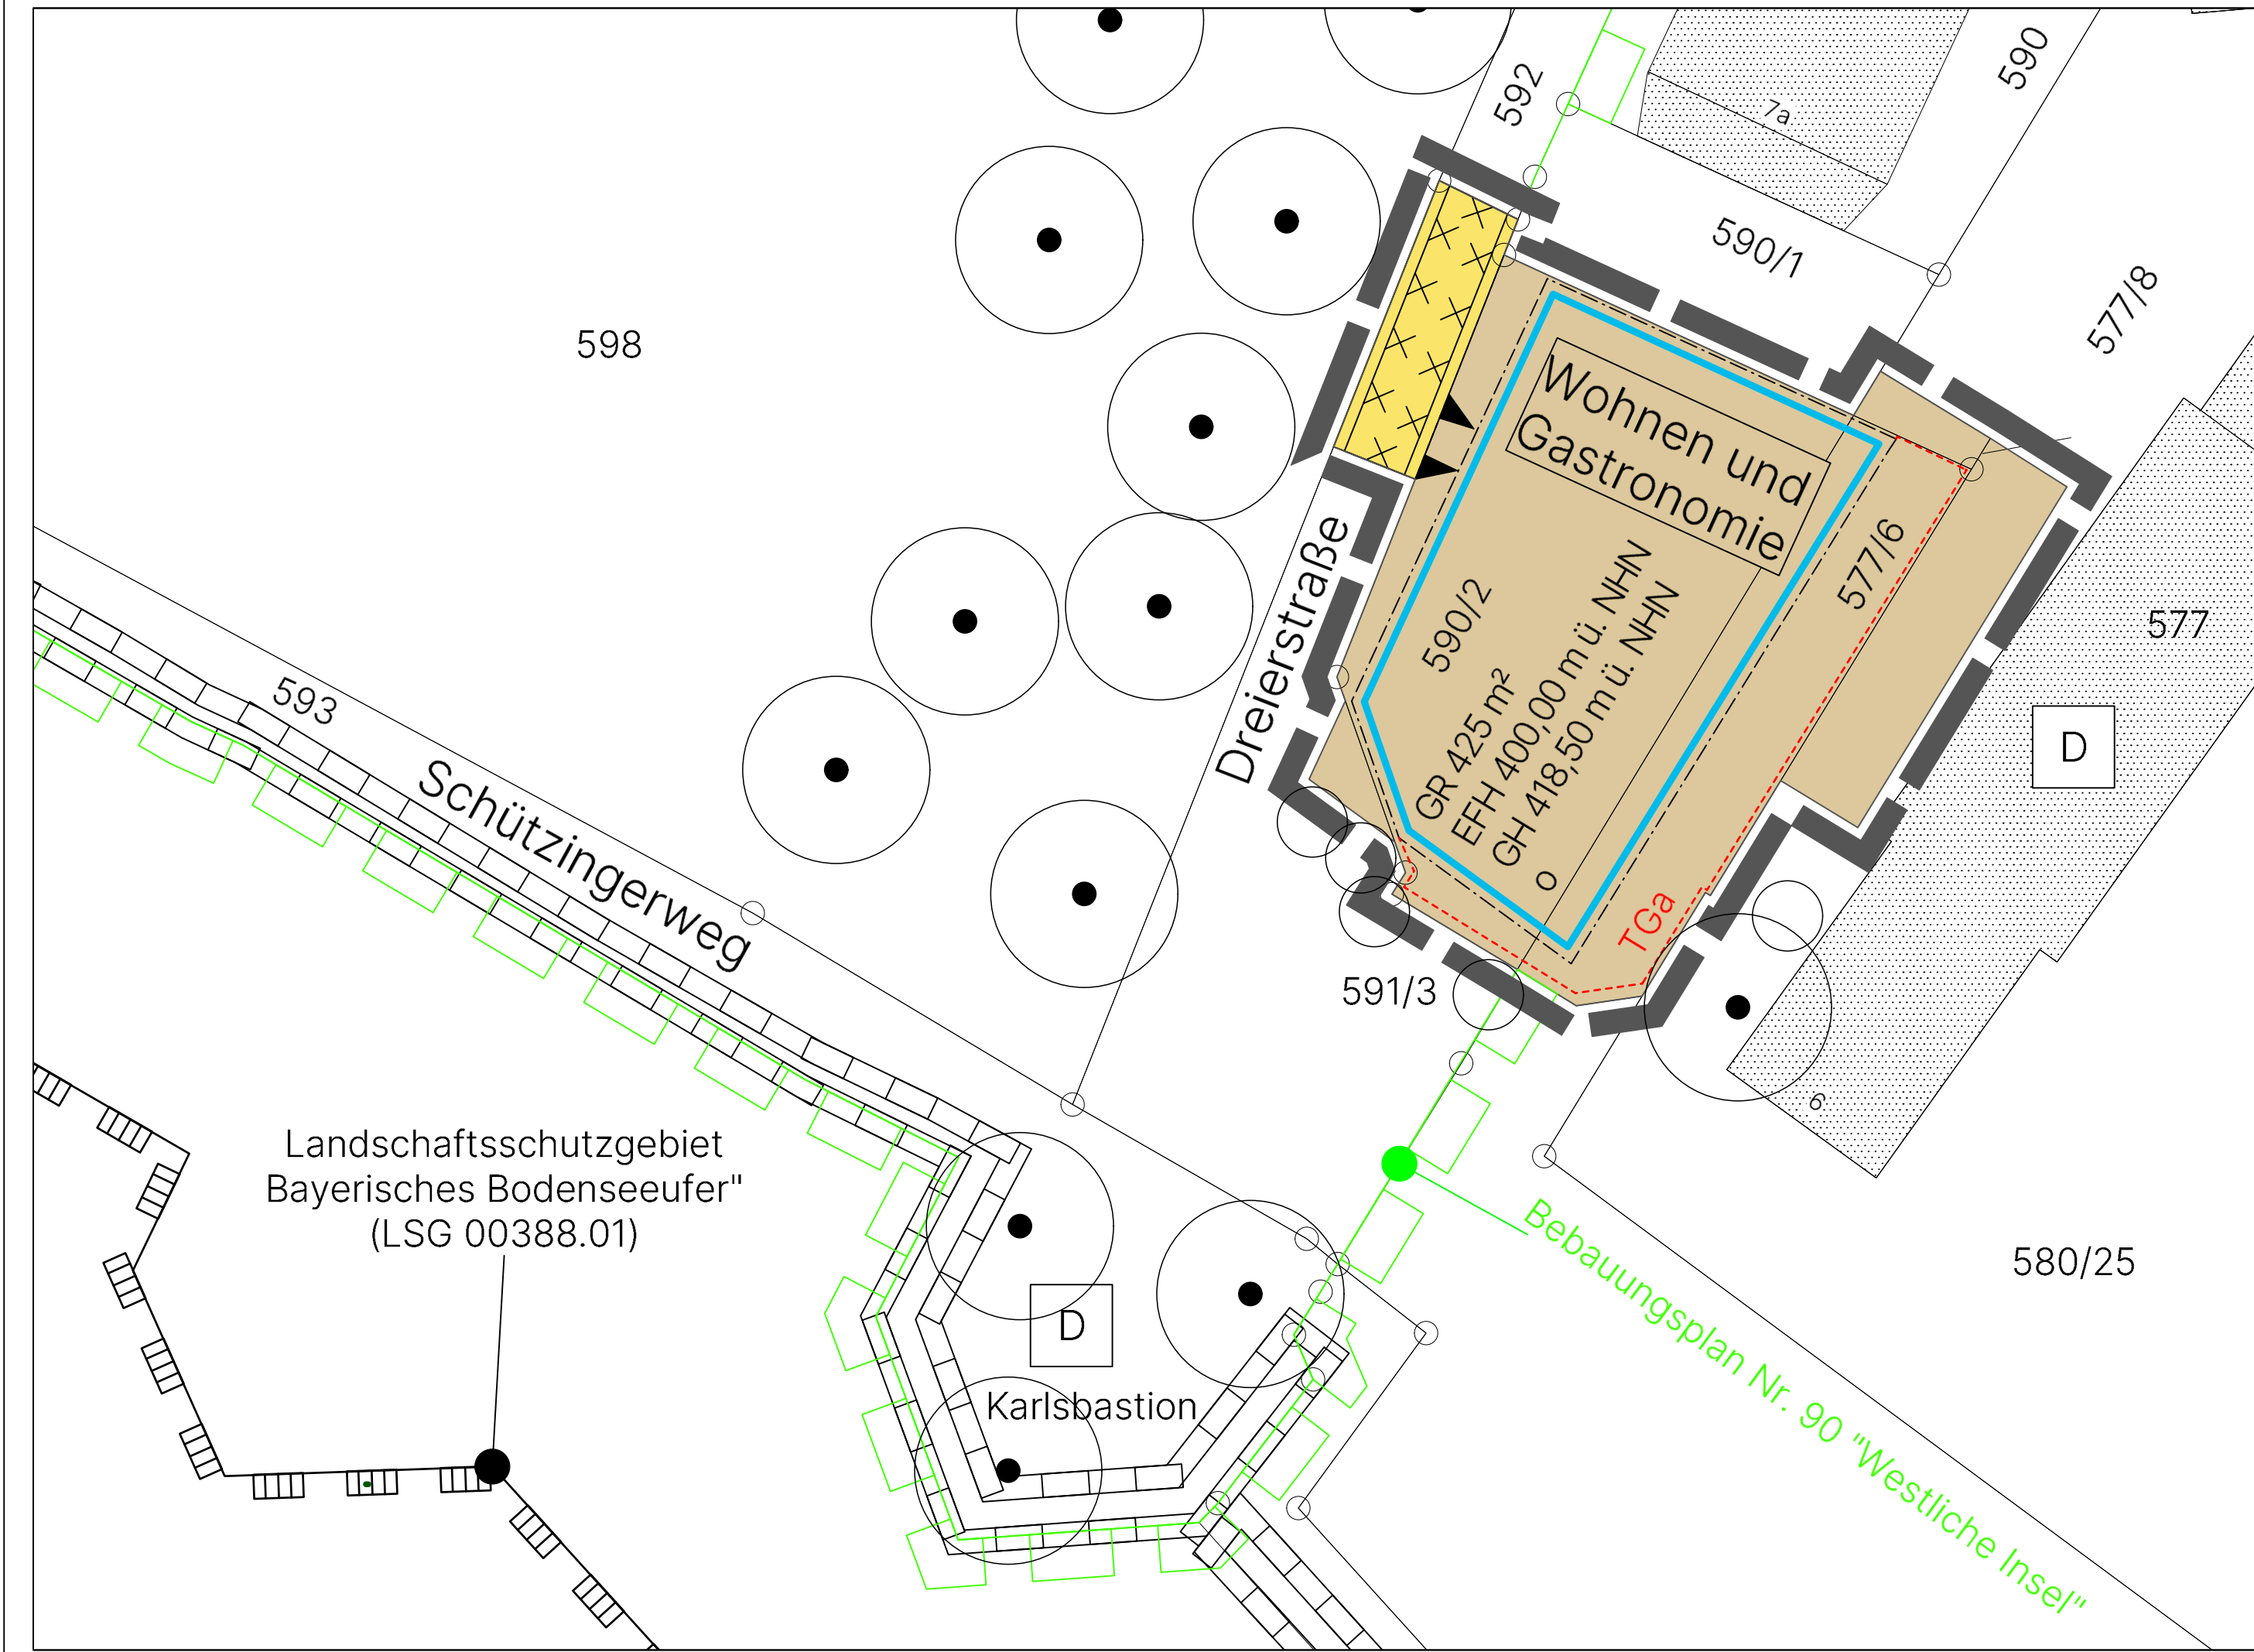 592
590
7a
590/1
577/8
598
Wohnen und
Gastronomie
577/6
577
590/2
Dreierstraße
GR 425 m²
EFH 400,00 m ü. NHN
GH 418,50 m ü. NHN
o
D
593
Schützingerweg
TGa
591/3
6
Landschaftsschutzgebiet
Bayerisches Bodenseeufer"
(LSG 00388.01)
Bebauungsplan Nr. 90 "Westliche Insel"
580/25
D
Karlsbastion